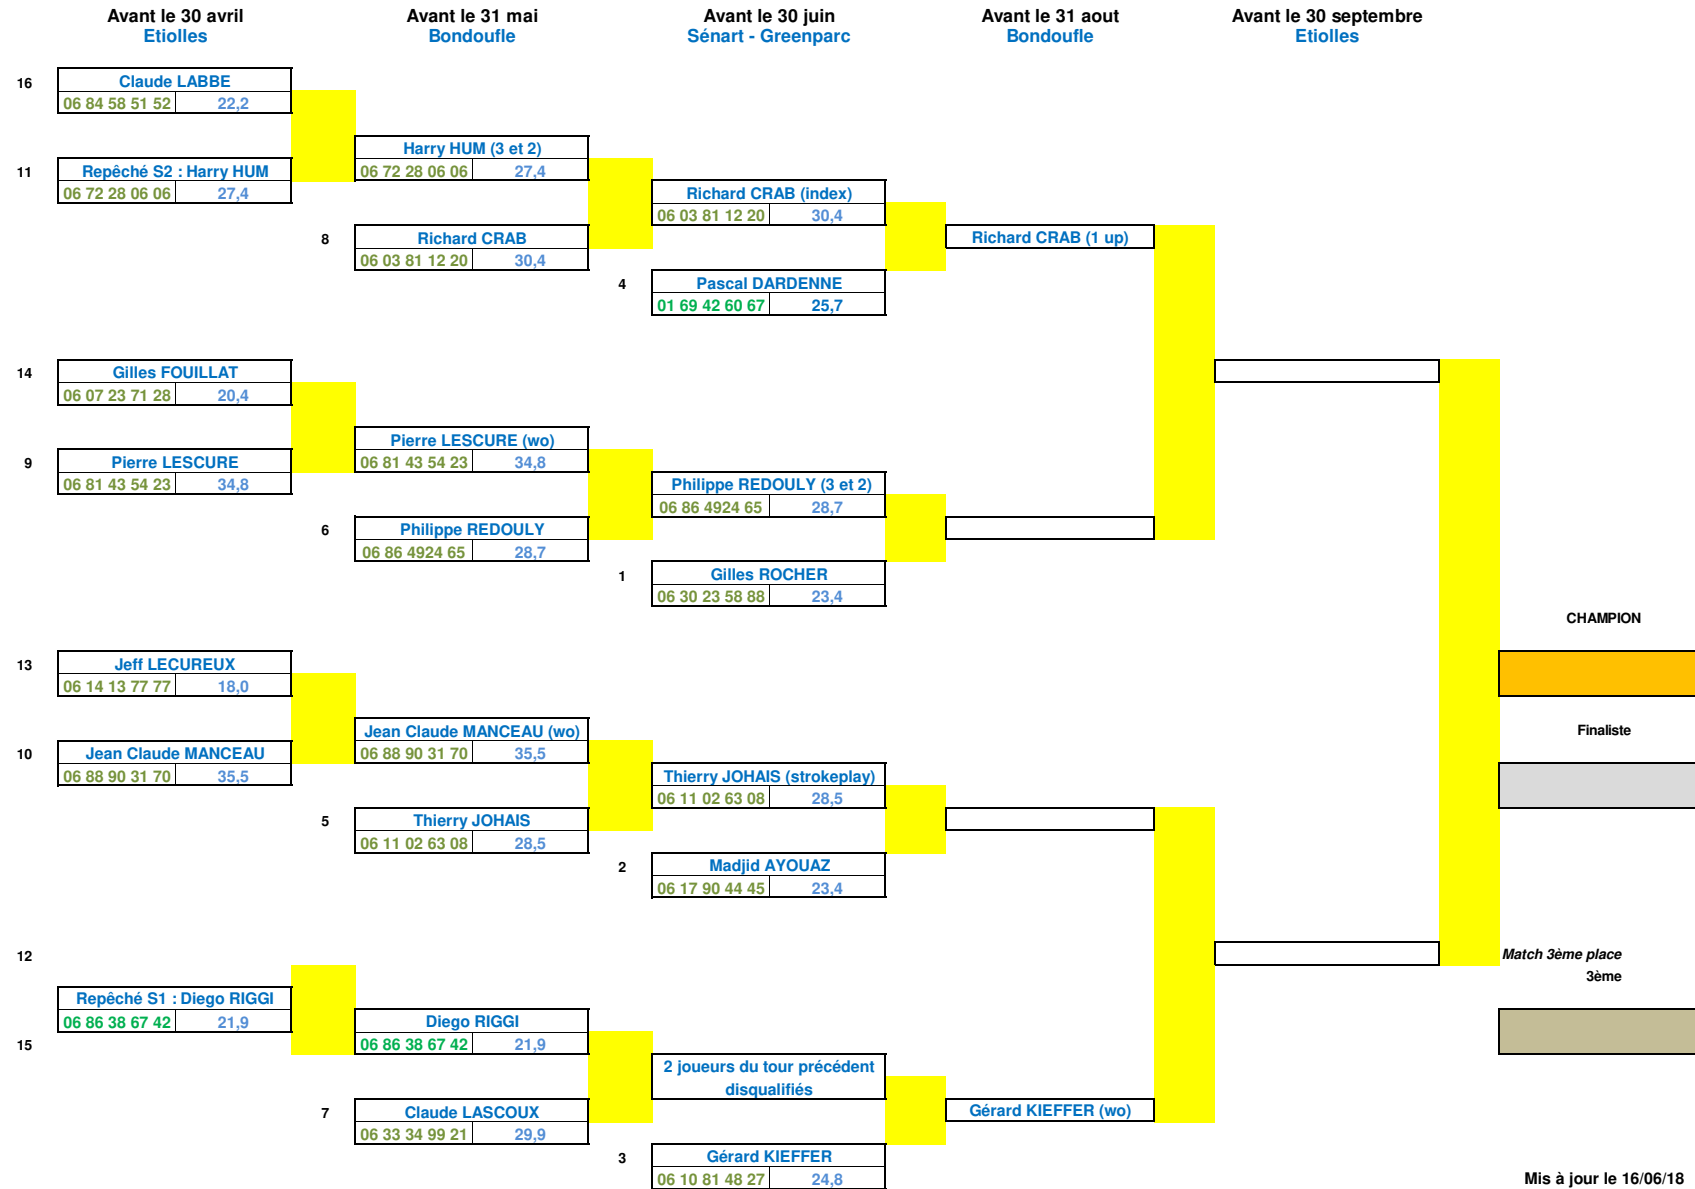 Avant le 30 avril
Etiolles
Avant le 31 mai
Bondoufle
Avant le 30 juin
Sénart - Greenparc
Avant le 31 aout
Bondoufle
Avant le 30 septembre
Etiolles
16
Claude LABBE
06 84 58 51 52 22,2
11
Repêché S2 : Harry HUM
06 72 28 06 06 27,4
Harry HUM (3 et 2)
06 72 28 06 06 27,4
8
Richard CRAB
06 03 81 12 20 30,4
Richard CRAB (index)
06 03 81 12 20 30,4
4
Pascal DARDENNE
01 69 42 60 67 25,7
Richard CRAB (1 up)
14
Gilles FOUILLAT
06 07 23 71 28 20,4
9
Pierre LESCURE
06 81 43 54 23 34,8
Pierre LESCURE (wo)
06 81 43 54 23 34,8
6
Philippe REDOULY
06 86 4924 65 28,7
Philippe REDOULY (3 et 2)
06 86 4924 65 28,7
1
Gilles ROCHER
06 30 23 58 88 23,4
13
Jeff LECUREUX
06 14 13 77 77 18,0
10
Jean Claude MANCEAU
06 88 90 31 70 35,5
Jean Claude MANCEAU (wo)
06 88 90 31 70 35,5
5
Thierry JOHAIS
06 11 02 63 08 28,5
Thierry JOHAIS (strokeplay)
06 11 02 63 08 28,5
2
Madjid AYOUAZ
06 17 90 44 45 23,4
12
Repêché S1 : Diego RIGGI
06 86 38 67 42 21,9
15
Diego RIGGI
06 86 38 67 42 21,9
7
Claude LASCOUX
06 33 34 99 21 29,9
2 joueurs du tour précédent
disqualifiés
3
Gérard KIEFFER
06 10 81 48 27 24,8
Gérard KIEFFER (wo)
CHAMPION
Finaliste
Match 3ème place
3ème
Mis à jour le 16/06/18